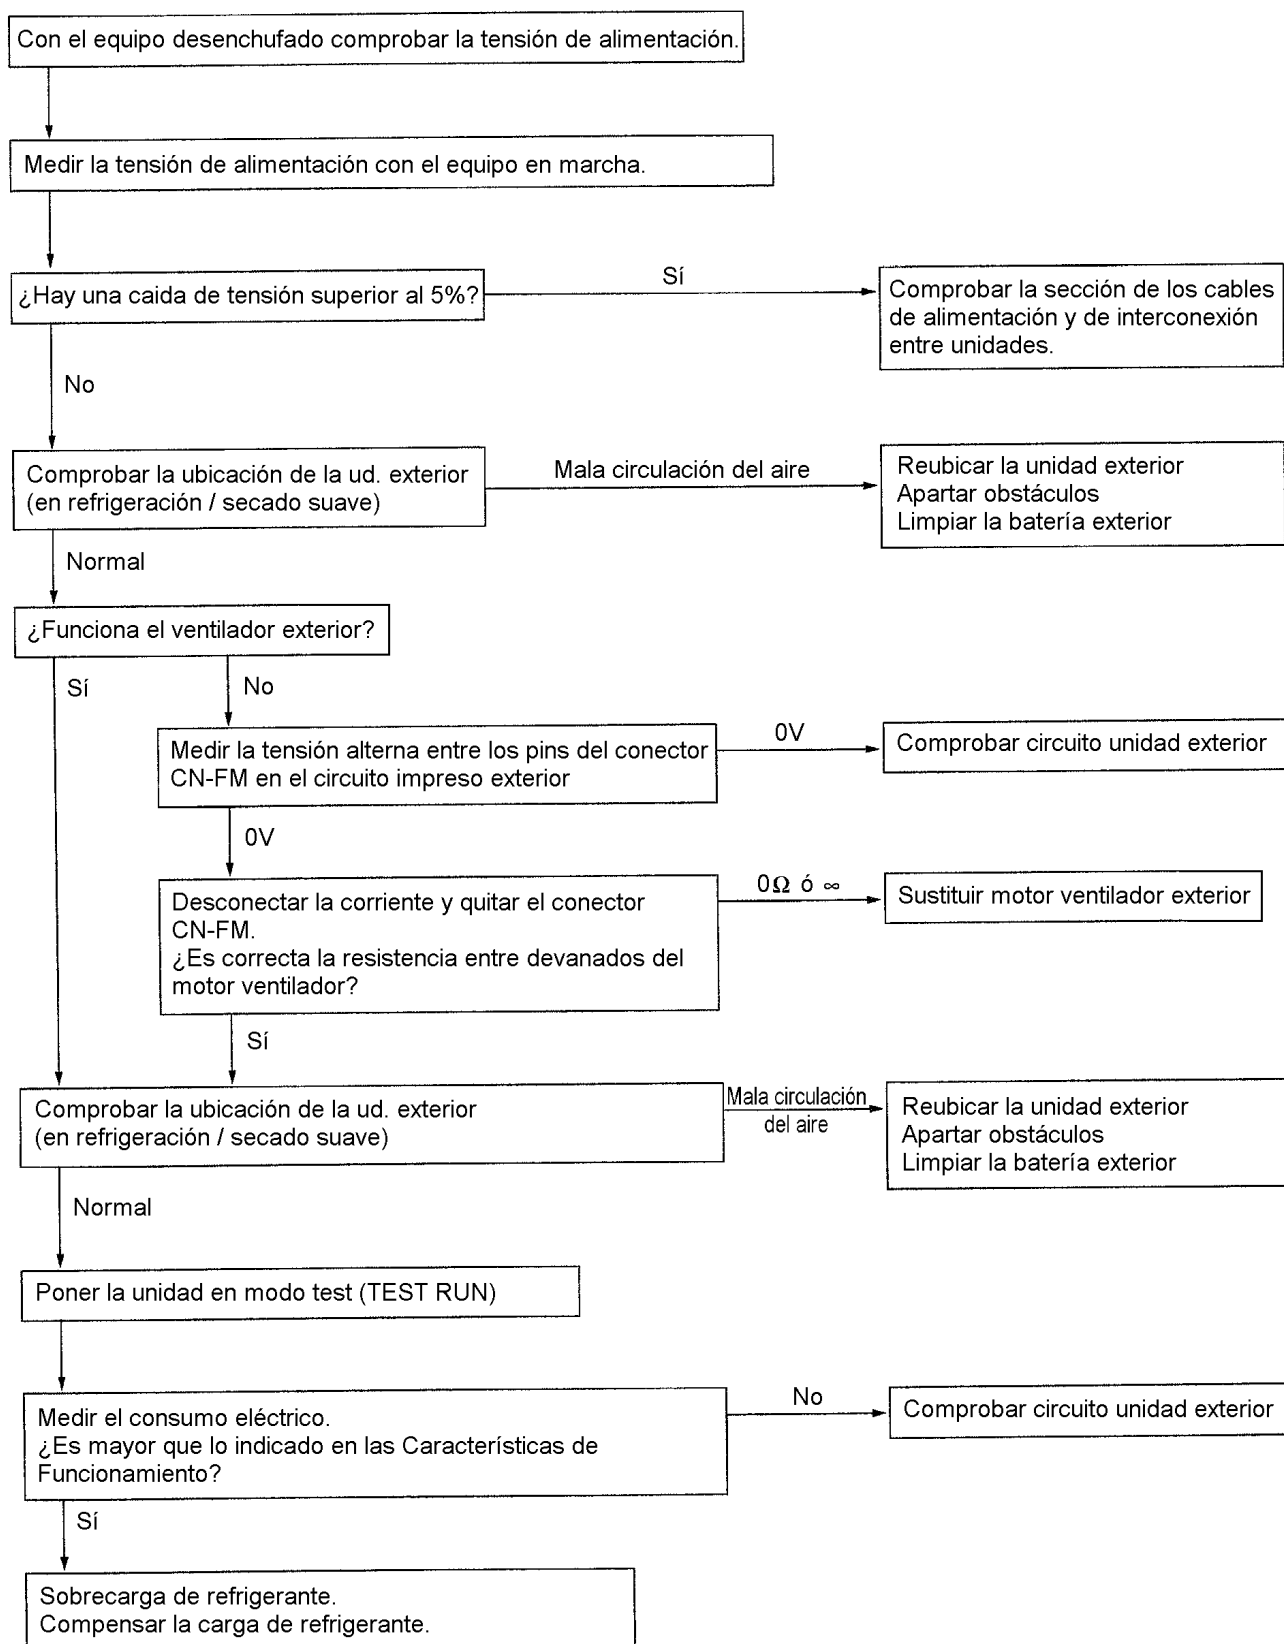 Con el equipo desenchufado comprobar la tensión de alimentación.
Medir la tensión de alimentación con el equipo en marcha.
¿Hay una caida de tensión superior al 5%?
Sí
Comprobar la sección de los cables
de alimentación y de interconexión
entre unidades.
No
Comprobar la ubicación de la ud. exterior
(en refrigeración / secado suave)
Mala circulación del aire
Reubicar la unidad exterior
Apartar obstáculos
Limpiar la batería exterior
Normal
¿Funciona el ventilador exterior?
Sí
No
Medir la tensión alterna entre los pins del conector
CN-FM en el circuito impreso exterior
0V
Comprobar circuito unidad exterior
0V
Desconectar la corriente y quitar el conector
CN-FM.
¿Es correcta la resistencia entre devanados del
motor ventilador?
0Ω ó ∞
Sustituir motor ventilador exterior
Sí
Comprobar la ubicación de la ud. exterior
(en refrigeración / secado suave)
Mala circulación
del aire
Reubicar la unidad exterior
Apartar obstáculos
Limpiar la batería exterior
Normal
Poner la unidad en modo test (TEST RUN)
Medir el consumo eléctrico.
¿Es mayor que lo indicado en las Característícas de
Funcionamiento?
No
Comprobar circuito unidad exterior
Sí
Sobrecarga de refrigerante.
Compensar la carga de refrigerante.